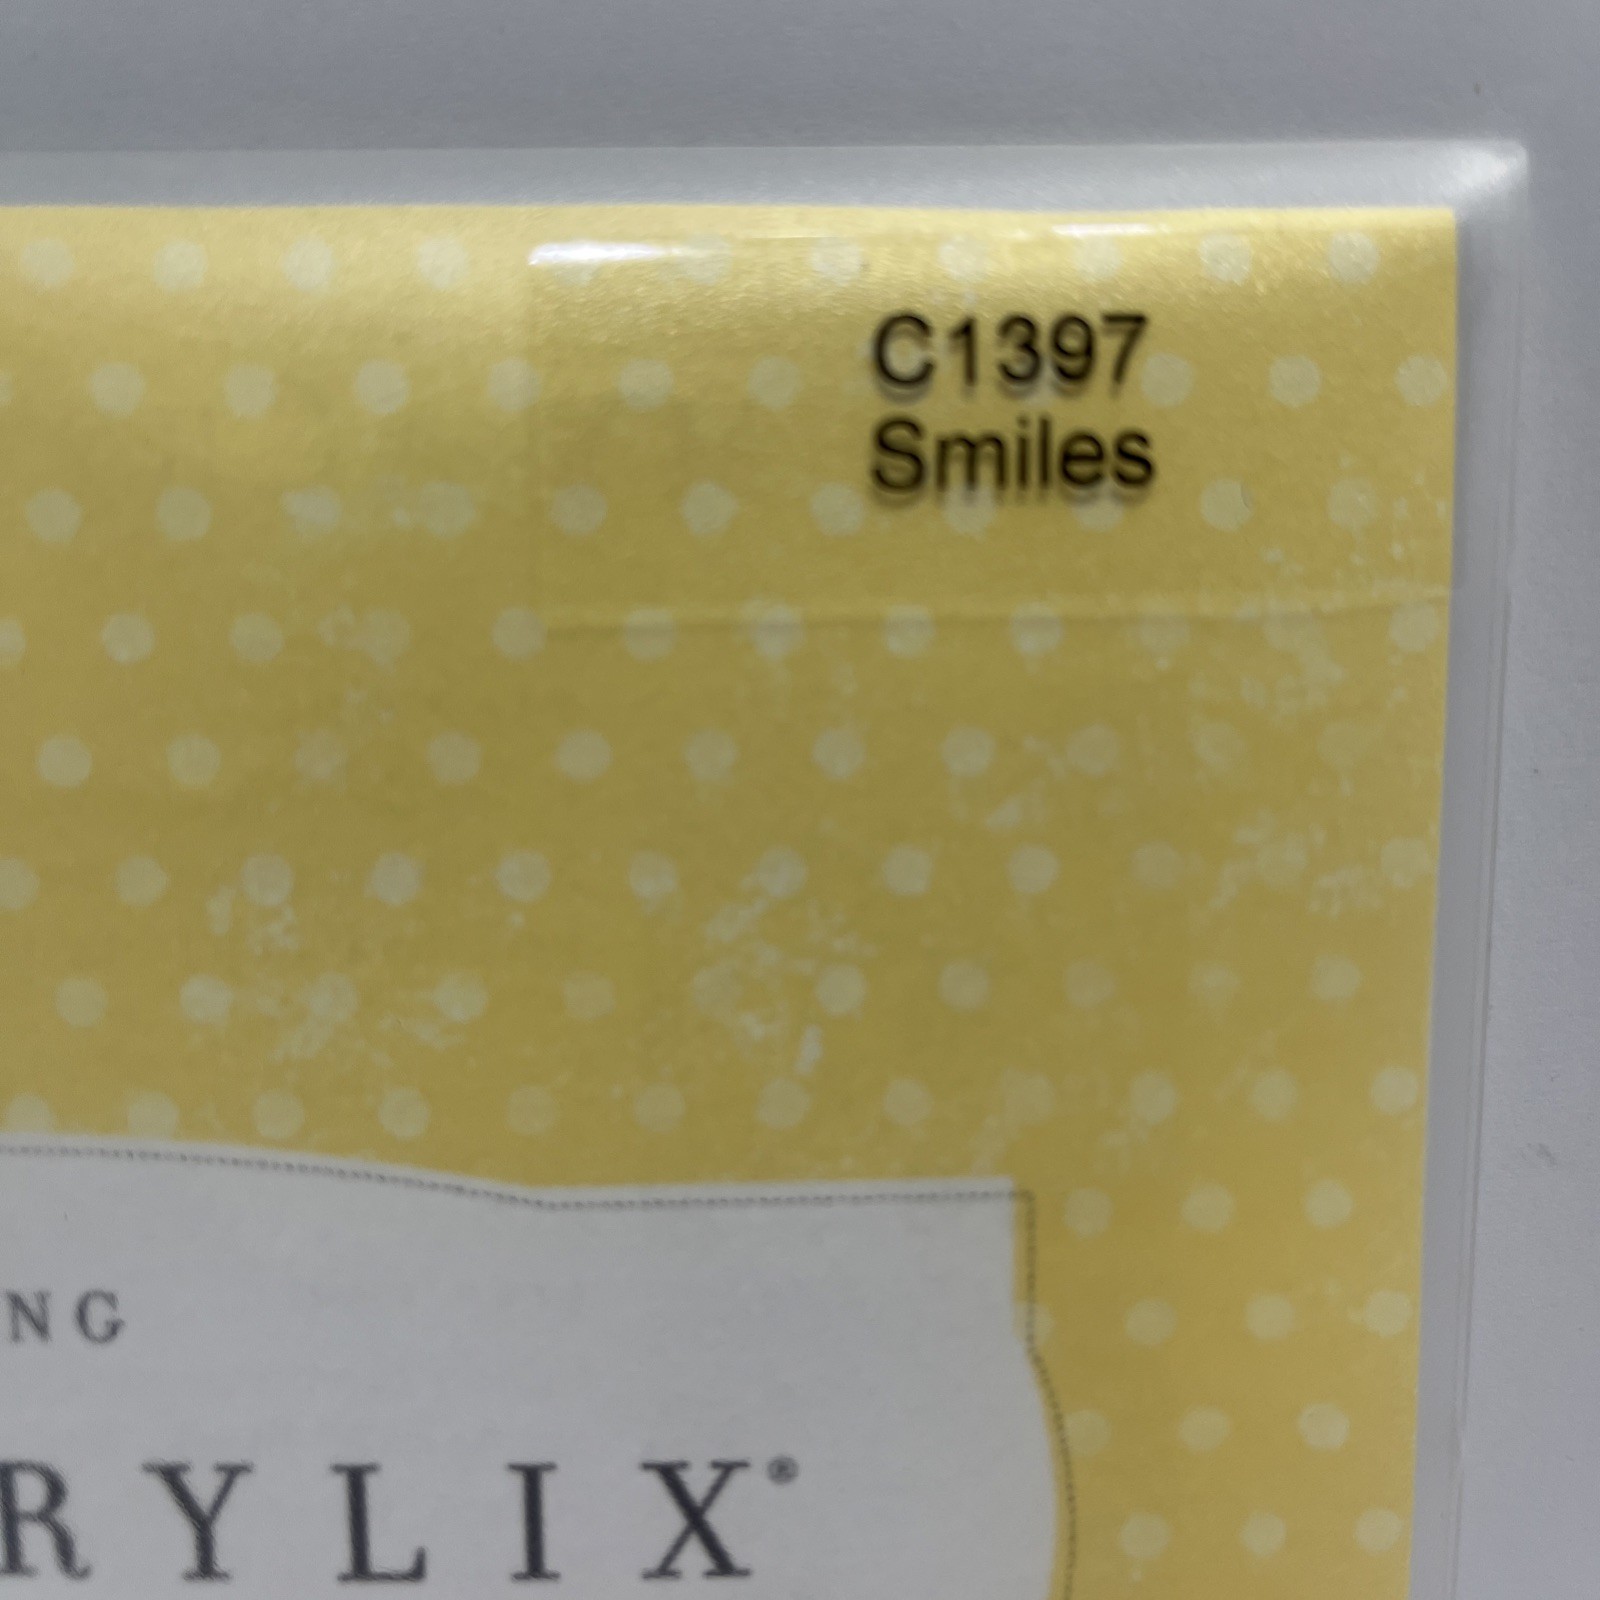 C1397
Smiles
NG
RYLIX®